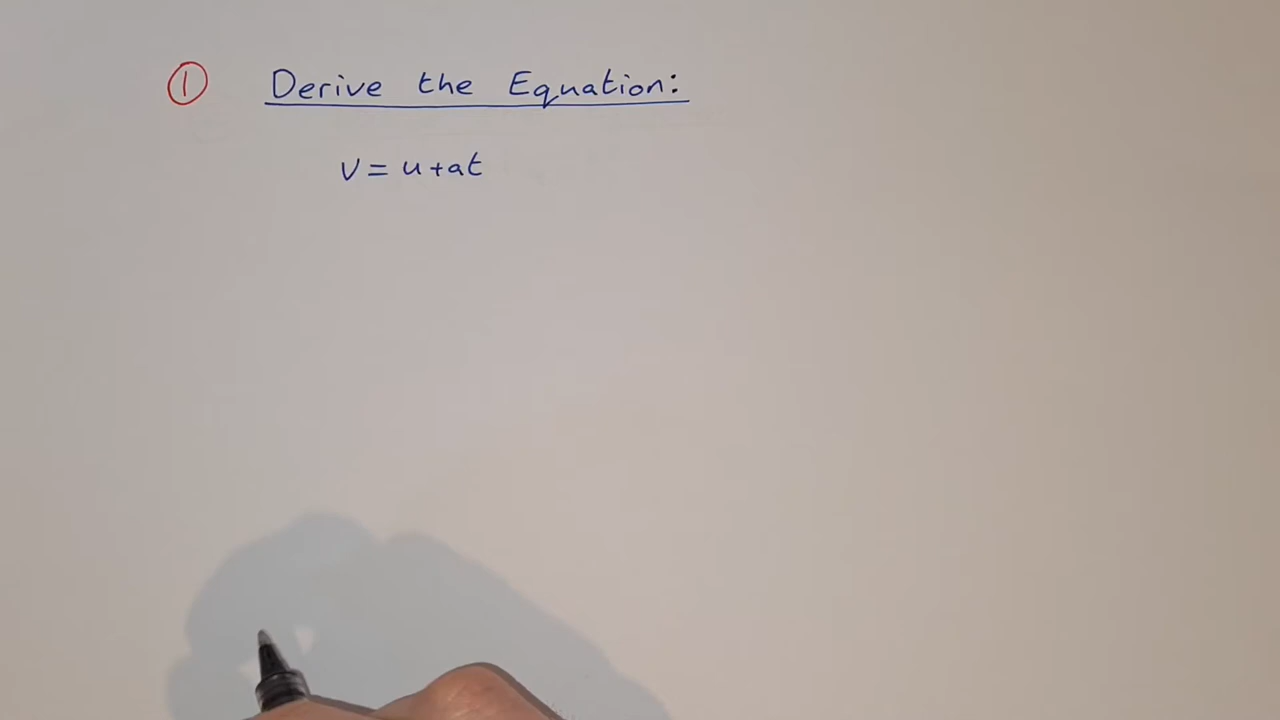 ① Derive the Equation:
v = u + at